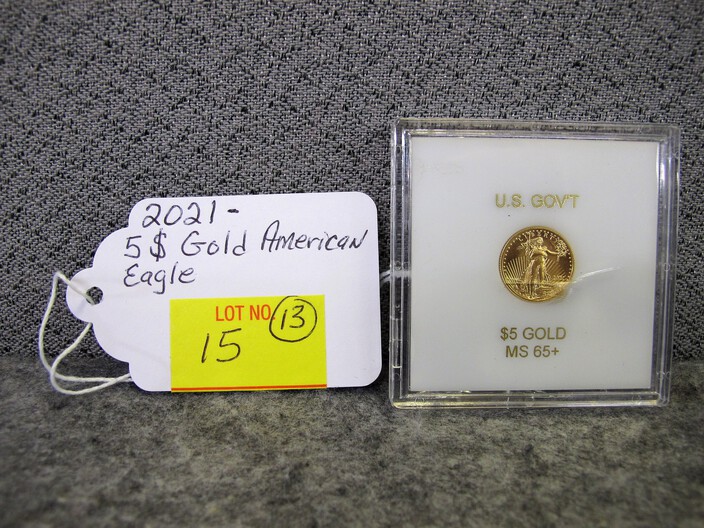 2021-
5$ Gold American
Eagle
LOT NO.
13
15
U.S. GOV'T
$5 GOLD
MS 65+